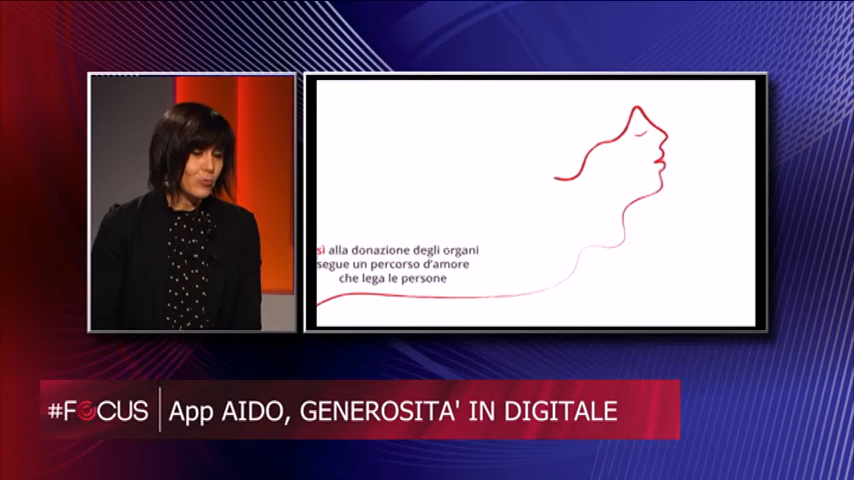 sì alla donazione degli organi
segue un percorso d'amore
che lega le persone
#FOCUS
App AIDO, GENEROSITA' IN DIGITALE